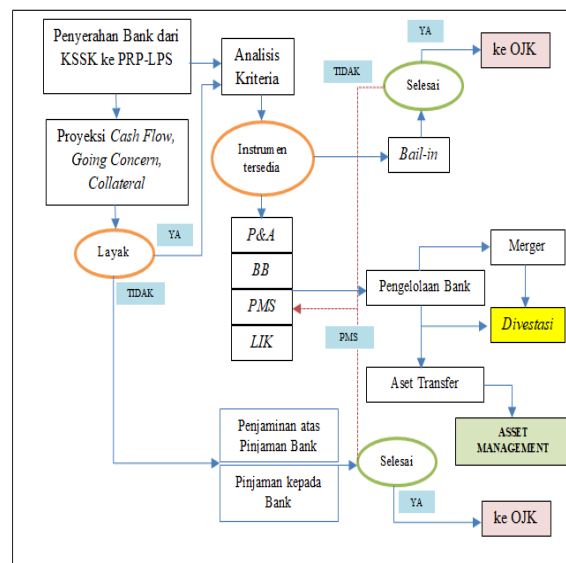 Penyerahan Bank dari
KSSK ke PRP-LPS
Analisis
Kriteria
YA
ke OJK
TIDAK
Selesai
Proyeksi Cash Flow,
Going Concern,
Collateral
Instrumen
tersedia
Bail-in
YA
Layak
TIDAK
P&A
BB
PMS
LIK
Pengelolaan Bank
Merger
Divestasi
PMS
Aset Transfer
ASSET
MANAGEMENT
Penjaminan atas
Pinjaman Bank
Pinjaman kepada
Bank
Selesai
YA
ke OJK